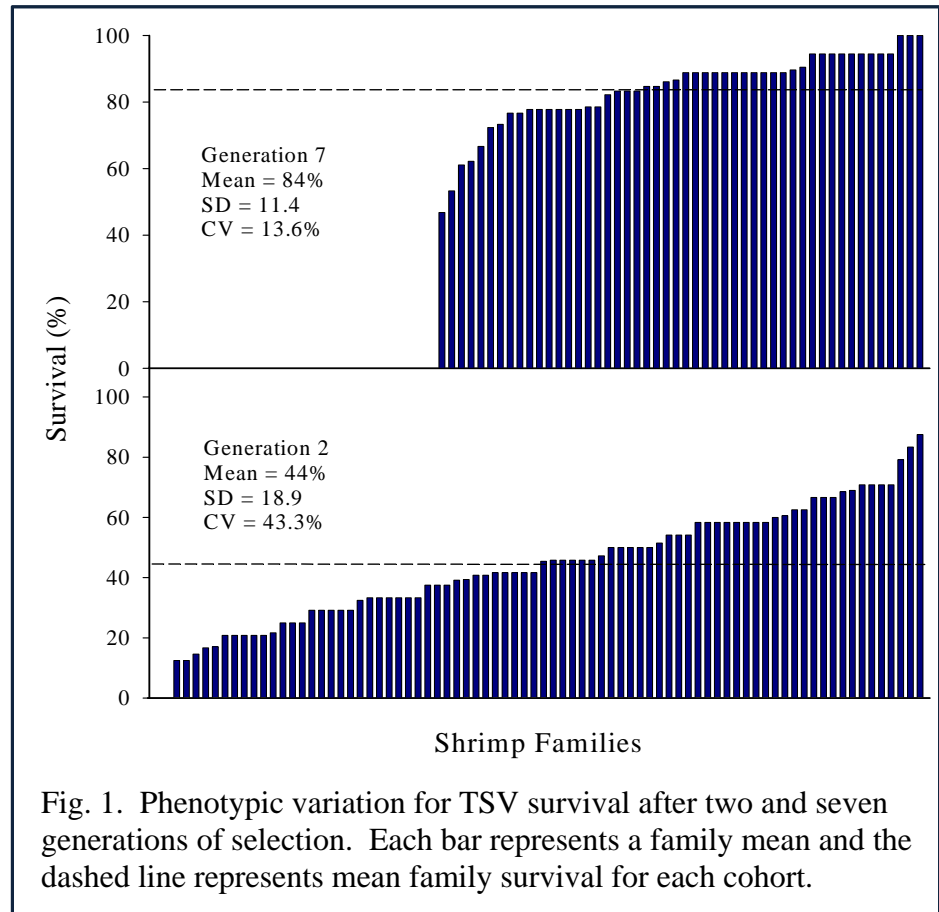 100
80
60
40
20
0
Generation 7
Mean = 84%
SD = 11.4
CV = 13.6%
Survival (%)
100
80
60
40
20
0
Generation 2
Mean = 44%
SD = 18.9
CV = 43.3%
Shrimp Families
Fig. 1. Phenotypic variation for TSV survival after two and seven
generations of selection. Each bar represents a family mean and the
dashed line represents mean family survival for each cohort.